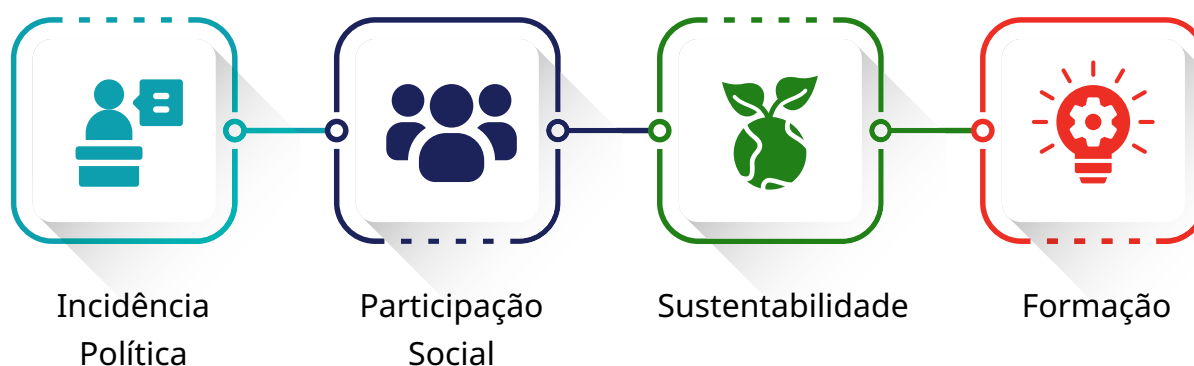 Incidência
Política
Participação
Social
Sustentabilidade
Formação